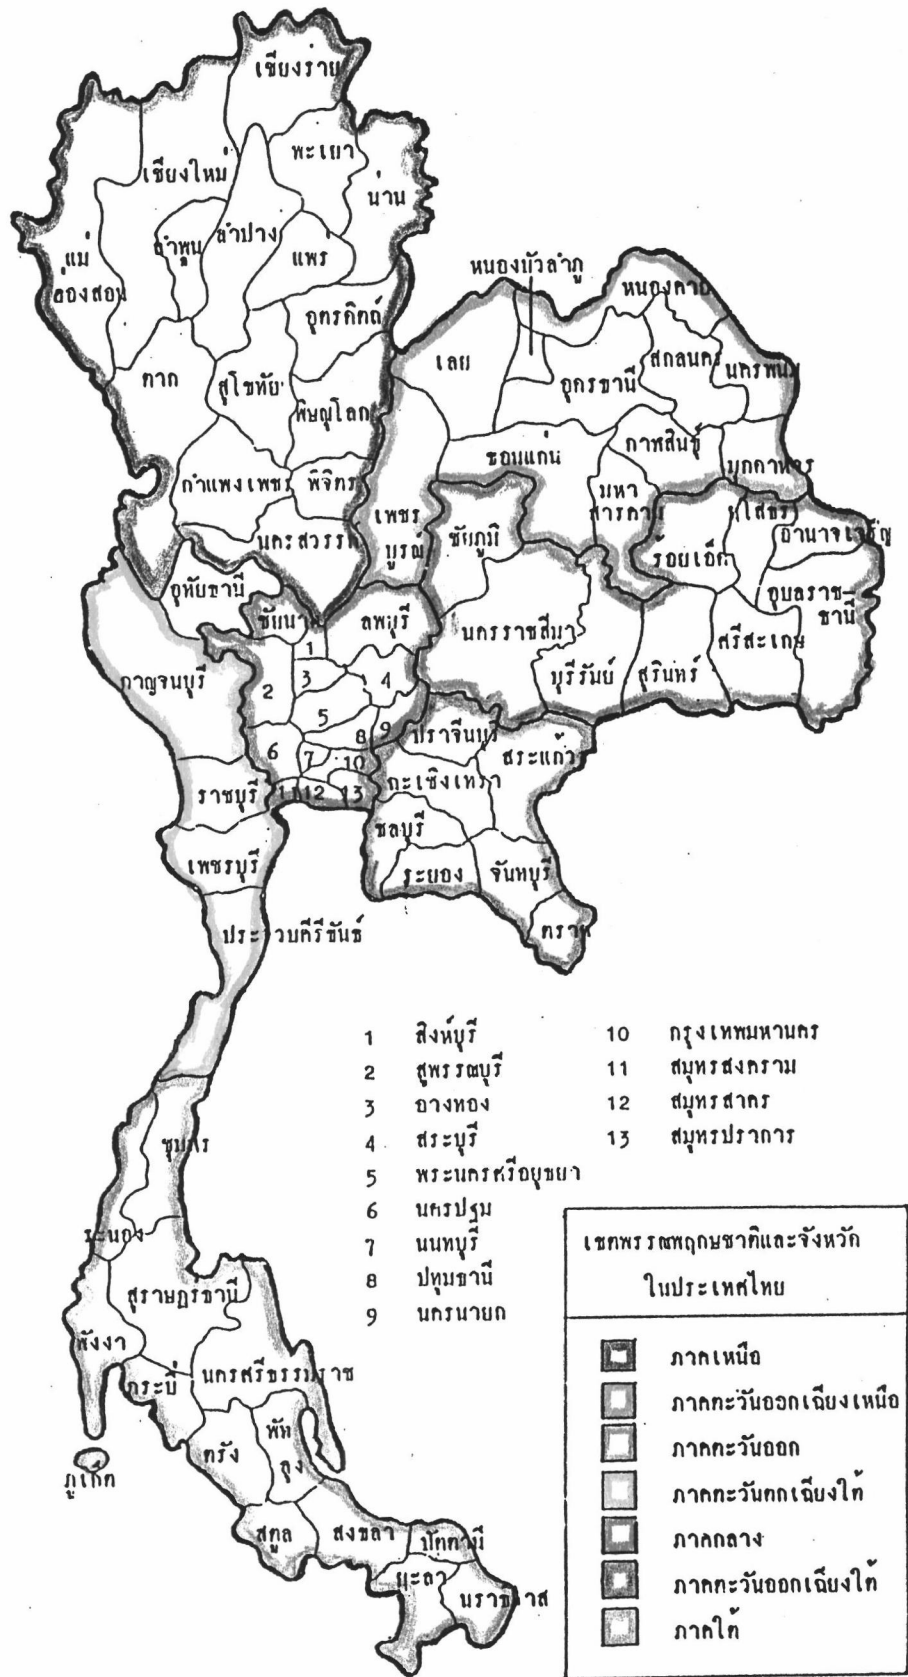 เชียงราย
พะเยา
เชียงใหม่
น่าน
ลำพูน
ลำปาง
แพร่
แม่
ฮ่องสอน
หนองบัวลำภู
หนองคาย
อุตรดิตถ์
เลย
สกลนคร
นครพนม
ตาก
สุโขทัย
อุดรธานี
พิษณุโลก
กาฬสินธุ์
ขอนแก่น
มุกดาหาร
กำแพงเพชร
พิจิตร
มหา
สารคาม
เพชร
บูรณ์
นครสวรรค์
ชัยภูมิ
ยโสธร
ร้อยเอ็ด
อำนาจเจริญ
อุทัยธานี
อุบลราช-
ธานี
ชัยนาท
ลพบุรี
นครราชสีมา
ศรีสะเกษ
1
บุรีรัมย์
สุรินทร์
กาญจนบุรี
2
3
4
5
ปราจีนบุรี
สระแก้ว
6
7
8
9
10
ราชบุรี
11
12
13
ฉะเชิงเทรา
ชลบุรี
เพชรบุรี
ระยอง
จันทบุรี
ประจวบคีรีขันธ์
ตราด
1 สิงห์บุรี
2 สุพรรณบุรี
3 อ่างทอง
4 สระบุรี
5 พระนครศรีอยุธยา
6 นครปฐม
7 นนทบุรี
8 ปทุมธานี
9 นครนายก
10 กรุงเทพมหานคร
11 สมุทรสงคราม
12 สมุทรสาคร
13 สมุทรปราการ
ชุมพร
ระนอง
สุราษฎร์ธานี
พังงา
กระบี่
นครศรีธรรมราช
พัท
ลุง
ตรัง
ภูเก็ต
สตูล
สงขลา
ปัตตานี
ยะลา
นราธิวาส
เขตพรรณพฤกษชาติและจังหวัด
ในประเทศไทย
ภาคเหนือ
ภาคตะวันออกเฉียงเหนือ
ภาคตะวันออก
ภาคตะวันตกเฉียงใต้
ภาคกลาง
ภาคตะวันออกเฉียงใต้
ภาคใต้